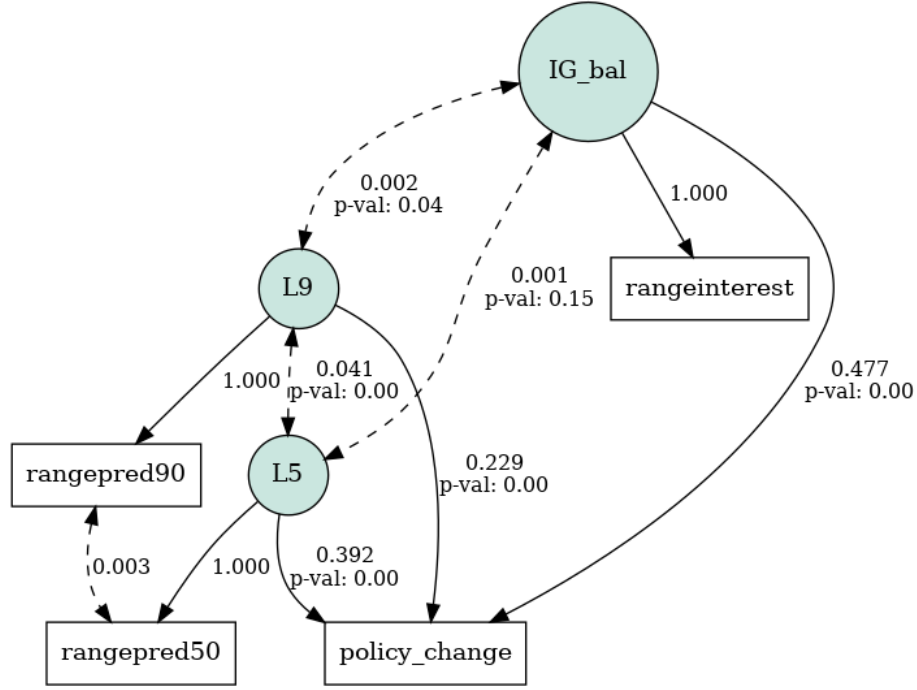 IG_bal
0.002
p-val: 0.04
1.000
0.001
p-val: 0.15
L9
rangeinterest
1.000
0.041
p-val: 0.00
0.477
p-val: 0.00
rangepred90
L5
0.229
p-val: 0.00
0.003
1.000
0.392
p-val: 0.00
rangepred50
policy_change